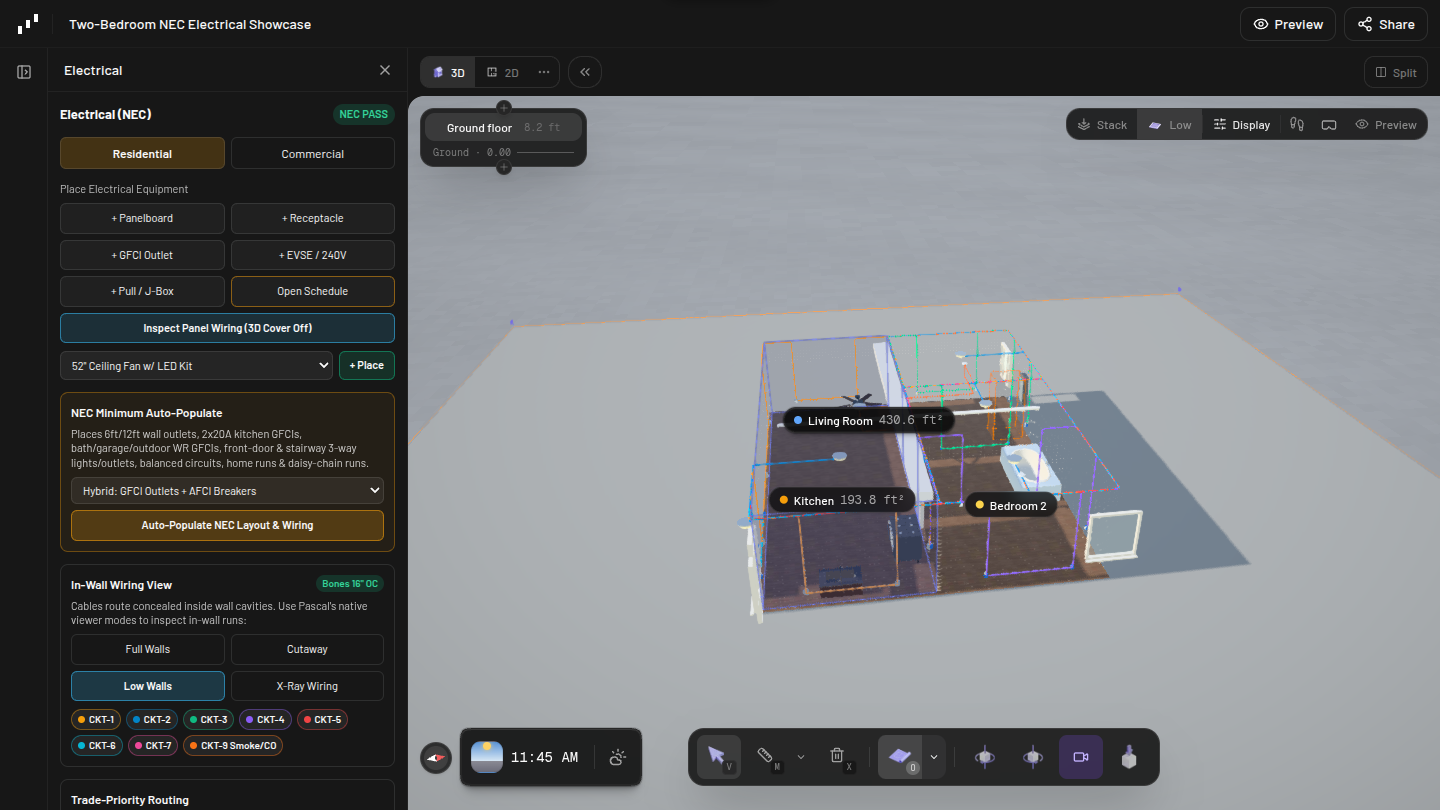 Two-Bedroom NEC Electrical Showcase
Preview
Share
Electrical
3D
2D
Split
Electrical (NEC)
NEC PASS
Residential
Commercial
Place Electrical Equipment
+ Panelboard
+ Receptacle
+ GFCI Outlet
+ EVSE / 240V
+ Pull / J-Box
Open Schedule
Inspect Panel Wiring (3D Cover Off)
52" Ceiling Fan w/ LED Kit
+ Place
NEC Minimum Auto-Populate
Places 6ft/12ft wall outlets, 2x20A kitchen GFCIs,
bath/garage/outdoor WR GFCIs, front-door & stairway 3-way
lights/outlets, balanced circuits, home runs & daisy-chain runs.
Hybrid: GFCI Outlets + AFCI Breakers
Auto-Populate NEC Layout & Wiring
In-Wall Wiring View
Bones 16" OC
Cables route concealed inside wall cavities. Use Pascal's native
viewer modes to inspect in-wall runs:
Full Walls
Cutaway
Low Walls
X-Ray Wiring
CKT-1
CKT-2
CKT-3
CKT-4
CKT-5
CKT-6
CKT-7
CKT-9 Smoke/CO
Trade-Priority Routing
Ground floor 8.2 ft
Ground · 0.00
Stack
Low
Display
Preview
Living Room 430.6 ft²
Kitchen 193.8 ft²
Bedroom 2
11:45 AM
V
M
X
0